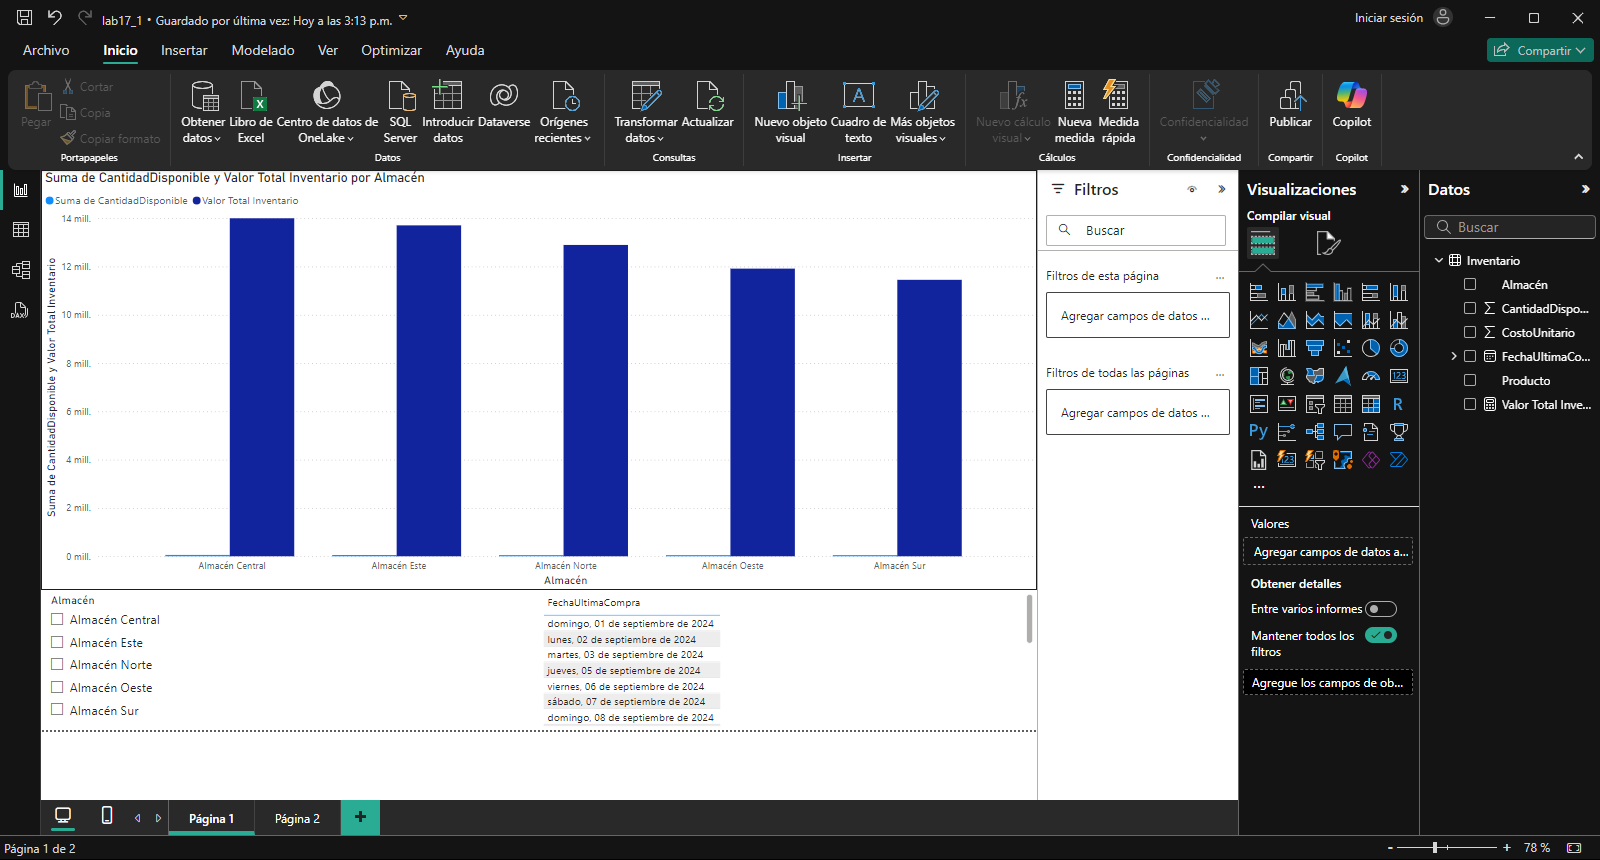 lab17_1 • Guardado por última vez: Hoy a las 3:13 p.m.
Iniciar sesión
Archivo
Inicio
Insertar
Modelado
Ver
Optimizar
Ayuda
Compartir
Pegar
Cortar
Copia
Copiar formato
Portapapeles
Obtener datos
Libro de Excel
Centro de datos de OneLake
SQL Server
Introducir datos
Dataverse
Orígenes recientes
Datos
Transformar datos
Actualizar
Consultas
Nuevo objeto visual
Cuadro de texto
Más objetos visuales
Insertar
Nuevo cálculo visual
Nueva medida
Medida rápida
Cálculos
Confidencialidad
Confidencialidad
Publicar
Compartir
Copilot
Copilot
Suma de CantidadDisponible y Valor Total Inventario por Almacén
Suma de CantidadDisponible
Valor Total Inventario
Suma de CantidadDisponible y Valor Total Inventario
14 mill.
12 mill.
10 mill.
8 mill.
6 mill.
4 mill.
2 mill.
0 mill.
Almacén Central
Almacén Este
Almacén Norte
Almacén Oeste
Almacén Sur
Almacén
Almacén
Almacén Central
Almacén Este
Almacén Norte
Almacén Oeste
Almacén Sur
FechaUltimaCompra
domingo, 01 de septiembre de 2024
lunes, 02 de septiembre de 2024
martes, 03 de septiembre de 2024
jueves, 05 de septiembre de 2024
viernes, 06 de septiembre de 2024
sábado, 07 de septiembre de 2024
domingo, 08 de septiembre de 2024
Filtros
Buscar
Filtros de esta página
...
Agregar campos de datos ...
Filtros de todas las páginas
...
Agregar campos de datos ...
Visualizaciones
Compilar visual
123
R
Py
123
...
Valores
Agregar campos de datos a...
Obtener detalles
Entre varios informes
Mantener todos los filtros
Agregue los campos de ob...
Datos
Buscar
Inventario
Almacén
CantidadDispo...
CostoUnitario
FechaUltimaCo...
Producto
Valor Total Inve...
DAX
Página 1
Página 2
+
Página 1 de 2
- + 78 %